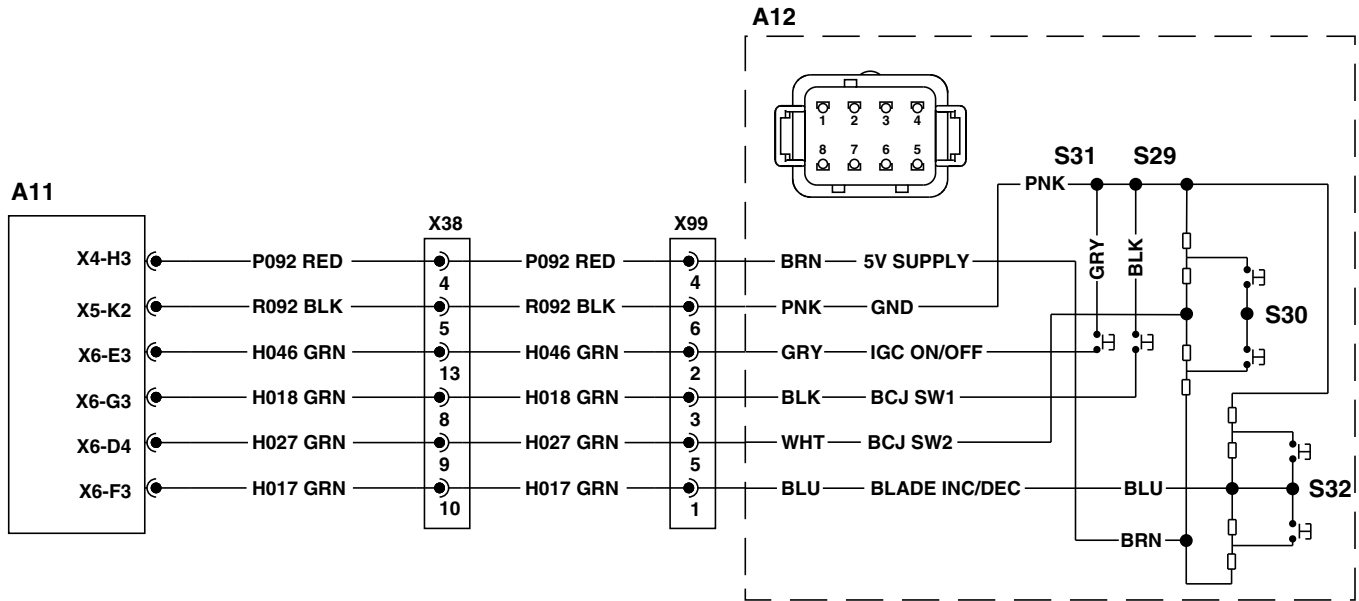 A12
1 2 3 4
8 7 6 5
S31 S29
PNK
A11
X38
X99
GRY
BLK
X4-H3 P092 RED P092 RED BRN 5V SUPPLY
4 4
X5-K2 R092 BLK R092 BLK PNK GND
5 6
S30
X6-E3 H046 GRN H046 GRN GRY IGC ON/OFF
13 2
X6-G3 H018 GRN H018 GRN BLK BCJ SW1
8 3
X6-D4 H027 GRN H027 GRN WHT BCJ SW2
9 5
X6-F3 H017 GRN H017 GRN BLU BLADE INC/DEC BLU S32
10 1
BRN